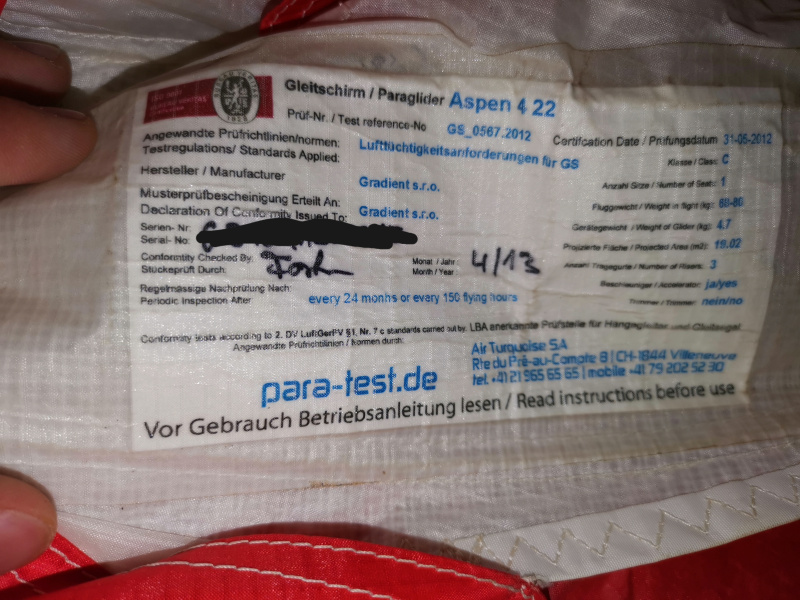 Gleitschirm / Paraglider Aspen 4 22
Prüf-Nr. / Test reference-No GS_0567.2012
Certification Date / Prüfungsdatum 31-05-2012
Angewandte Prüfrichtlinien/normen:
Testregulations/ Standards Applied: Luftfüchtigkeitsanforderungen für GS
Klasse / Class: C
Hersteller / Manufacturer Gradient s.r.o.
Anzahl Sitze / Number of Seat: 1
Musterprüfbescheinigung Erteilt An:
Declaration Of Conformity Issued To: Gradient s.r.o.
Fluggewicht / Weight in flight (kg):
Serien- Nr:
Serial- No:
Gerätegewicht / Weight of Glider (kg): 4,7
Projizierte Fläche / Projected Area (m2): 19.02
Conformity Checked By:
Stückeprüft Durch:
Monat / Jahr:
Month / Year 4/13
Anzahl Tragegurte / Number of Risers: 3
Regelmässige Nachprüfung Nach:
Periodic Inspection After every 24 monhs or every 150 flying hours
Beschleuniger / Accelerator: ja/yes
Trimmer / Trimmer: nein/no
Conformity tests according to 2. DV LuftGerPV §1, Nr. 7 c standards carried out by. LBA anerkannte Prüfstelle für Hängegleiter und Gleitsegel
Angewandte Prüfrichtlinien / Normen durch:
para-test.de
Air Turquoise SA
Rte du Pré-au-Comte 8 | CH-1844 Villeneuve
tel. +41 21 965 65 65 | mobile +41 79 202 52 30
Vor Gebrauch Betriebsanleitung lesen / Read instructions before use